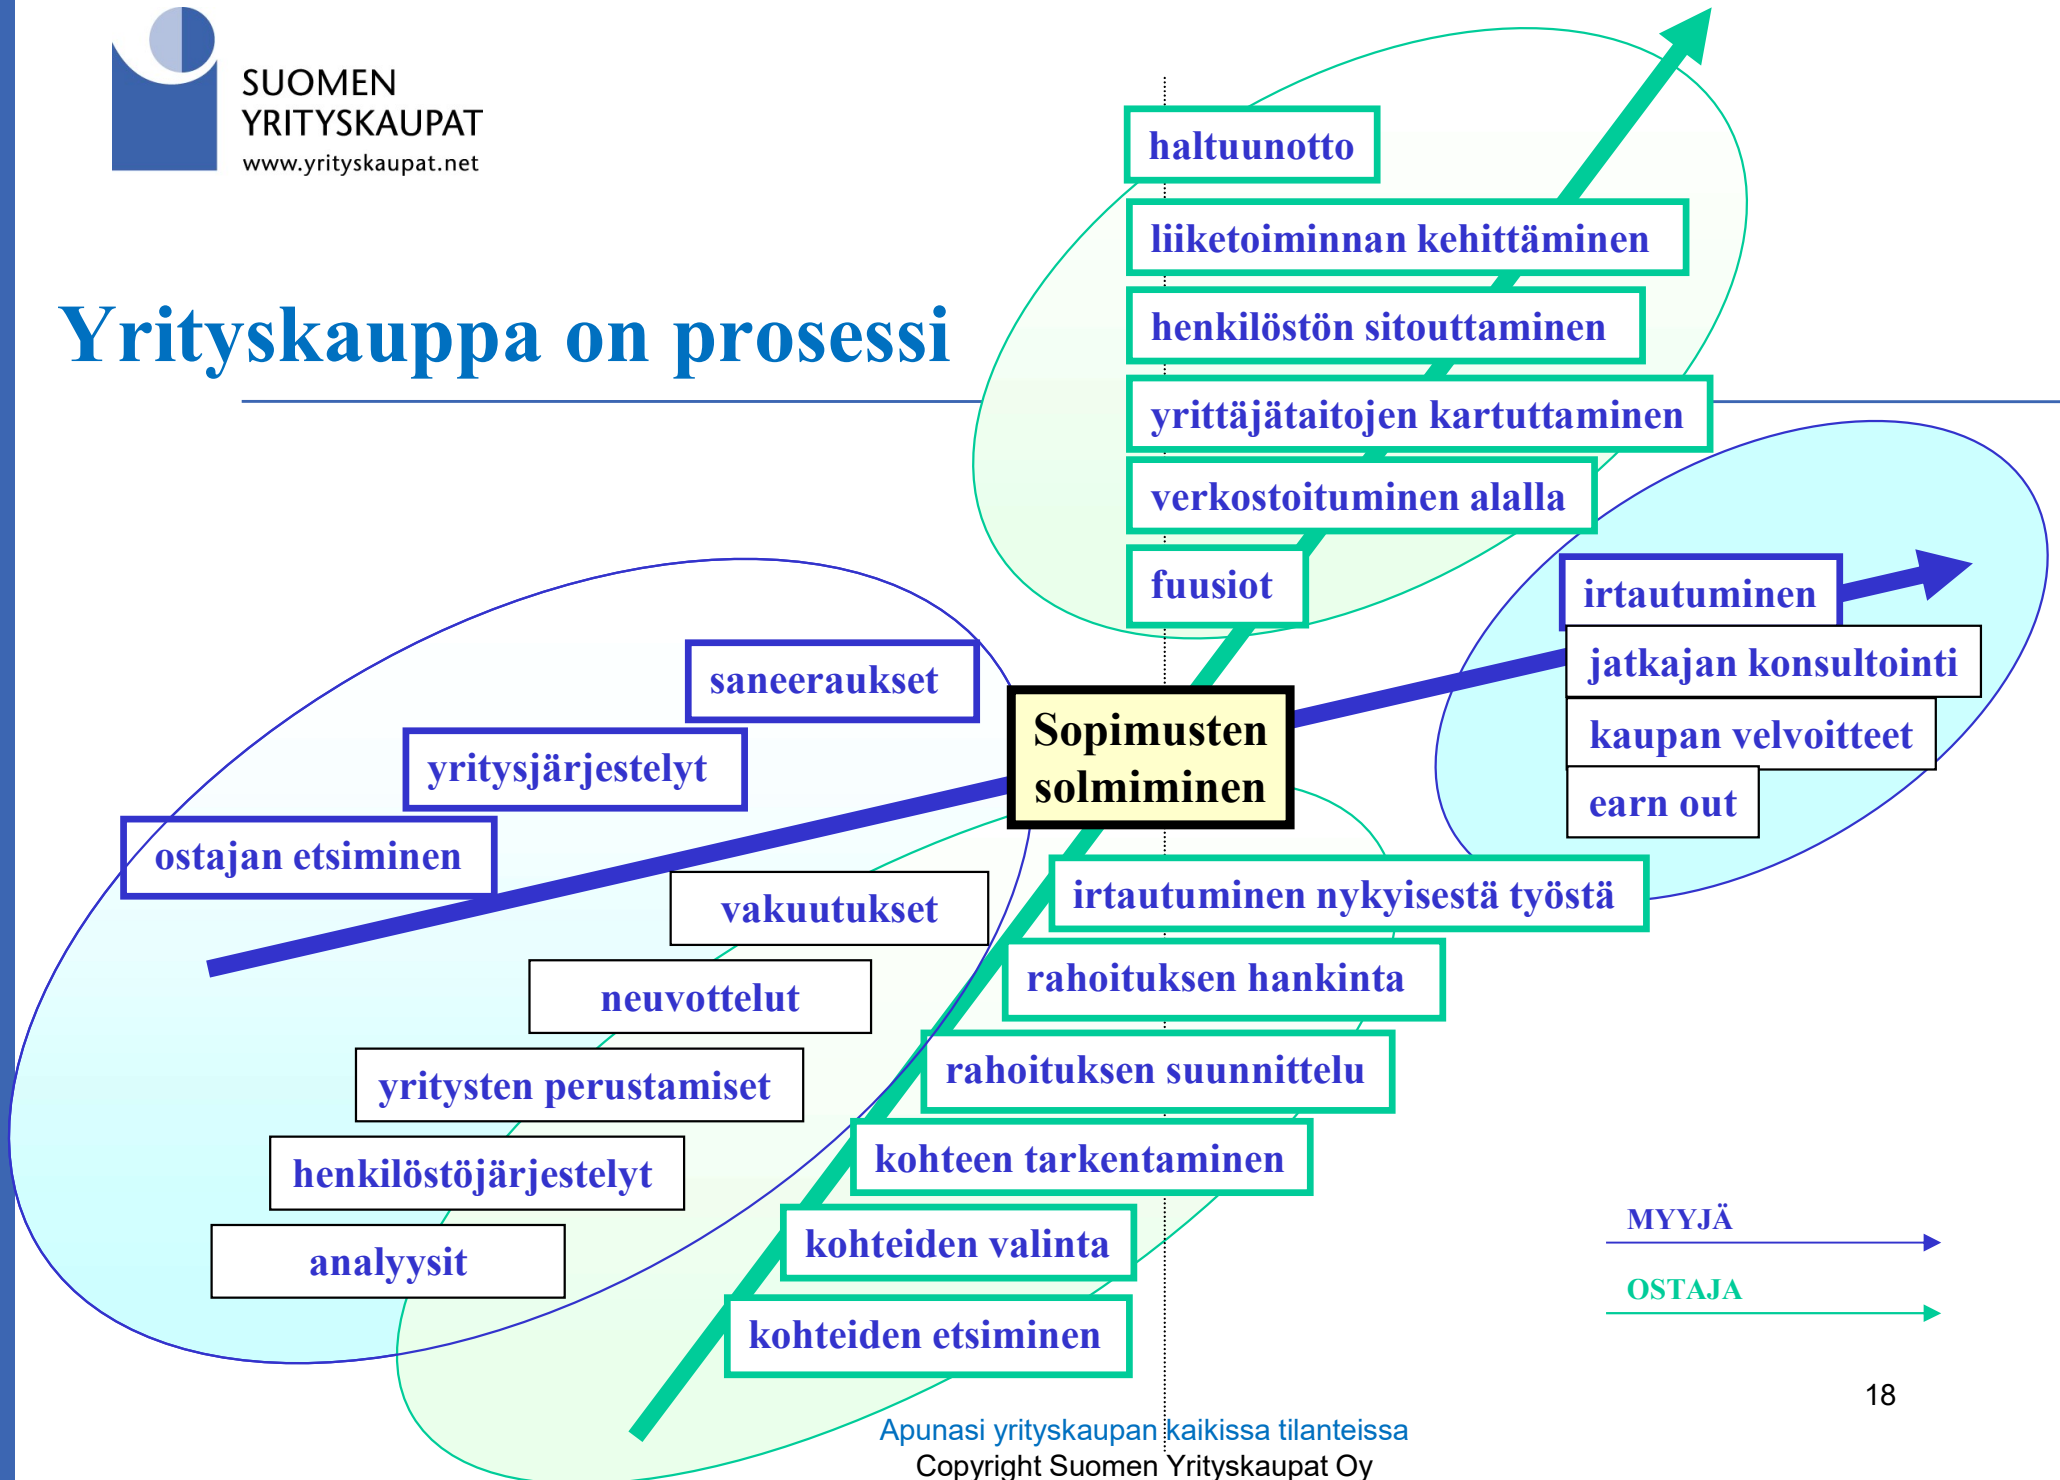 SUOMEN
YRITYSKAUPAT
www.yrityskaupat.net
Yrityskauppa on prosessi
haltuunotto
liiketoiminnan kehittäminen
henkilöstön sitouttaminen
yrittäjätaitojen kartuttaminen
verkostoituminen alalla
fuusiot
irtautuminen
jatkajan konsultointi
kaupan velvoitteet
earn out
saneeraukset
yritysjärjestelyt
ostajan etsiminen
Sopimusten
solmiminen
vakuutukset
neuvottelut
yritysten perustamiset
henkilöstöjärjestelyt
analyysit
irtautuminen nykyisestä työstä
rahoituksen hankinta
rahoituksen suunnittelu
kohteen tarkentaminen
kohteiden valinta
kohteiden etsiminen
MYYJÄ
OSTAJA
18
Apunasi yrityskaupan kaikissa tilanteissa
Copyright Suomen Yrityskaupat Oy